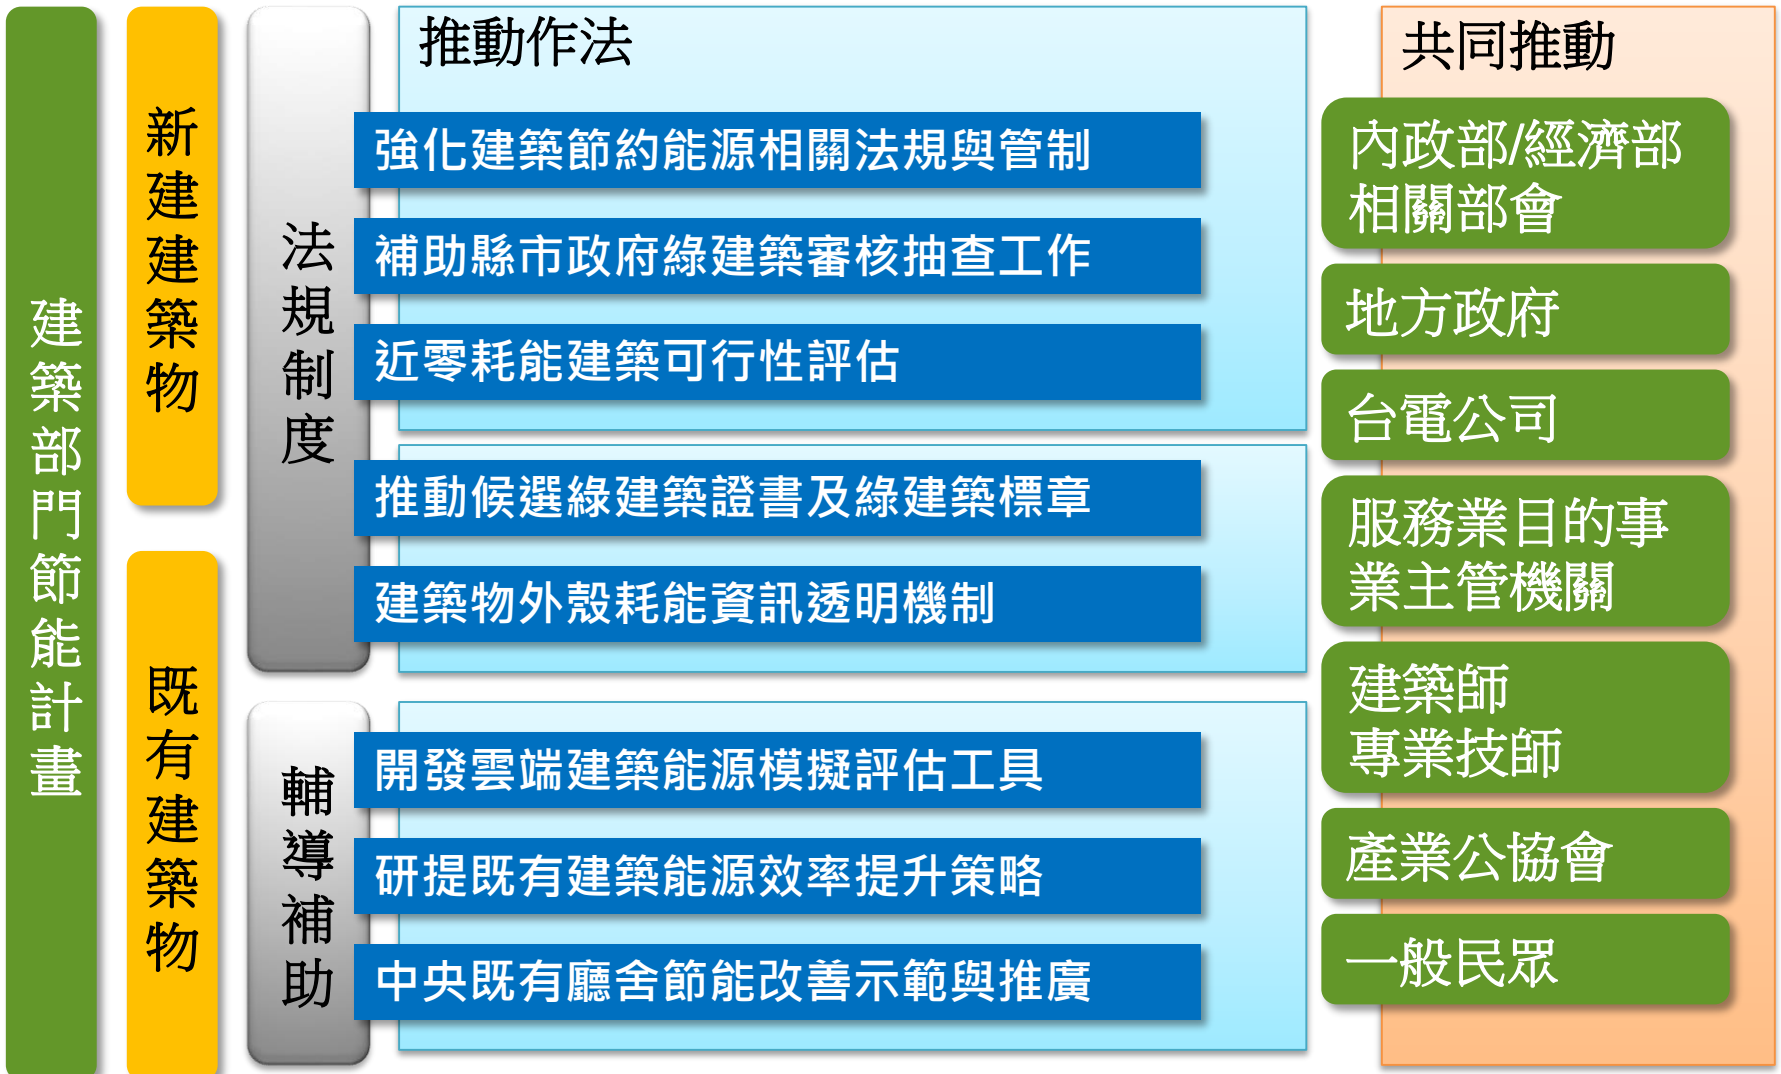 建築部門節能計畫
新建建築物
既有建築物
法規制度
輔導補助
推動作法
強化建築節約能源相關法規與管制
補助縣市政府綠建築審核抽查工作
近零耗能建築可行性評估
推動候選綠建築證書及綠建築標章
建築物外殼耗能資訊透明機制
開發雲端建築能源模擬評估工具
研提既有建築能源效率提升策略
中央既有廳舍節能改善示範與推廣
共同推動
內政部/經濟部
相關部會
地方政府
台電公司
服務業目的事
業主管機關
建築師
專業技師
產業公協會
一般民眾